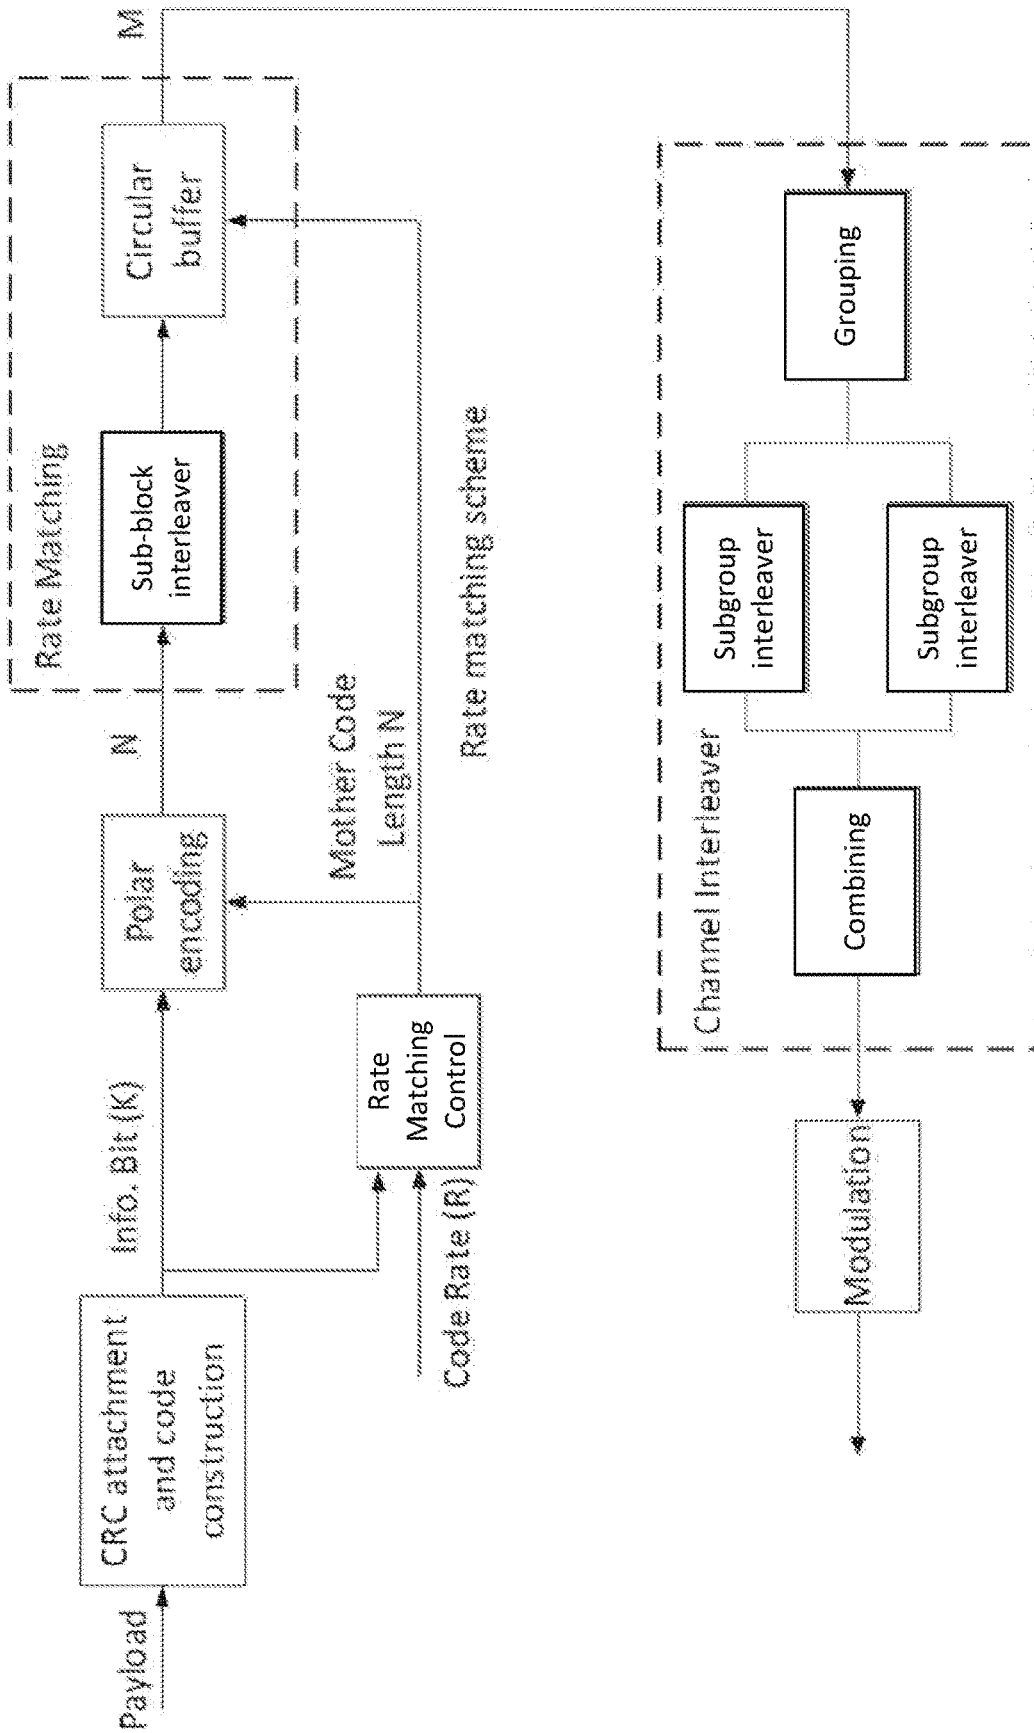 Payload
CRC attachment
and code
construction
Info. Bit (K)
Code Rate (R)
Rate
Matching
Control
Polar
encoding
N
Mother Code
Length N
Rate matching scheme
Rate Matching
Sub-block
interleaver
Circular
buffer
M
Channel Interleaver
Grouping
Subgroup
interleaver
Subgroup
interleaver
Combining
Modulation